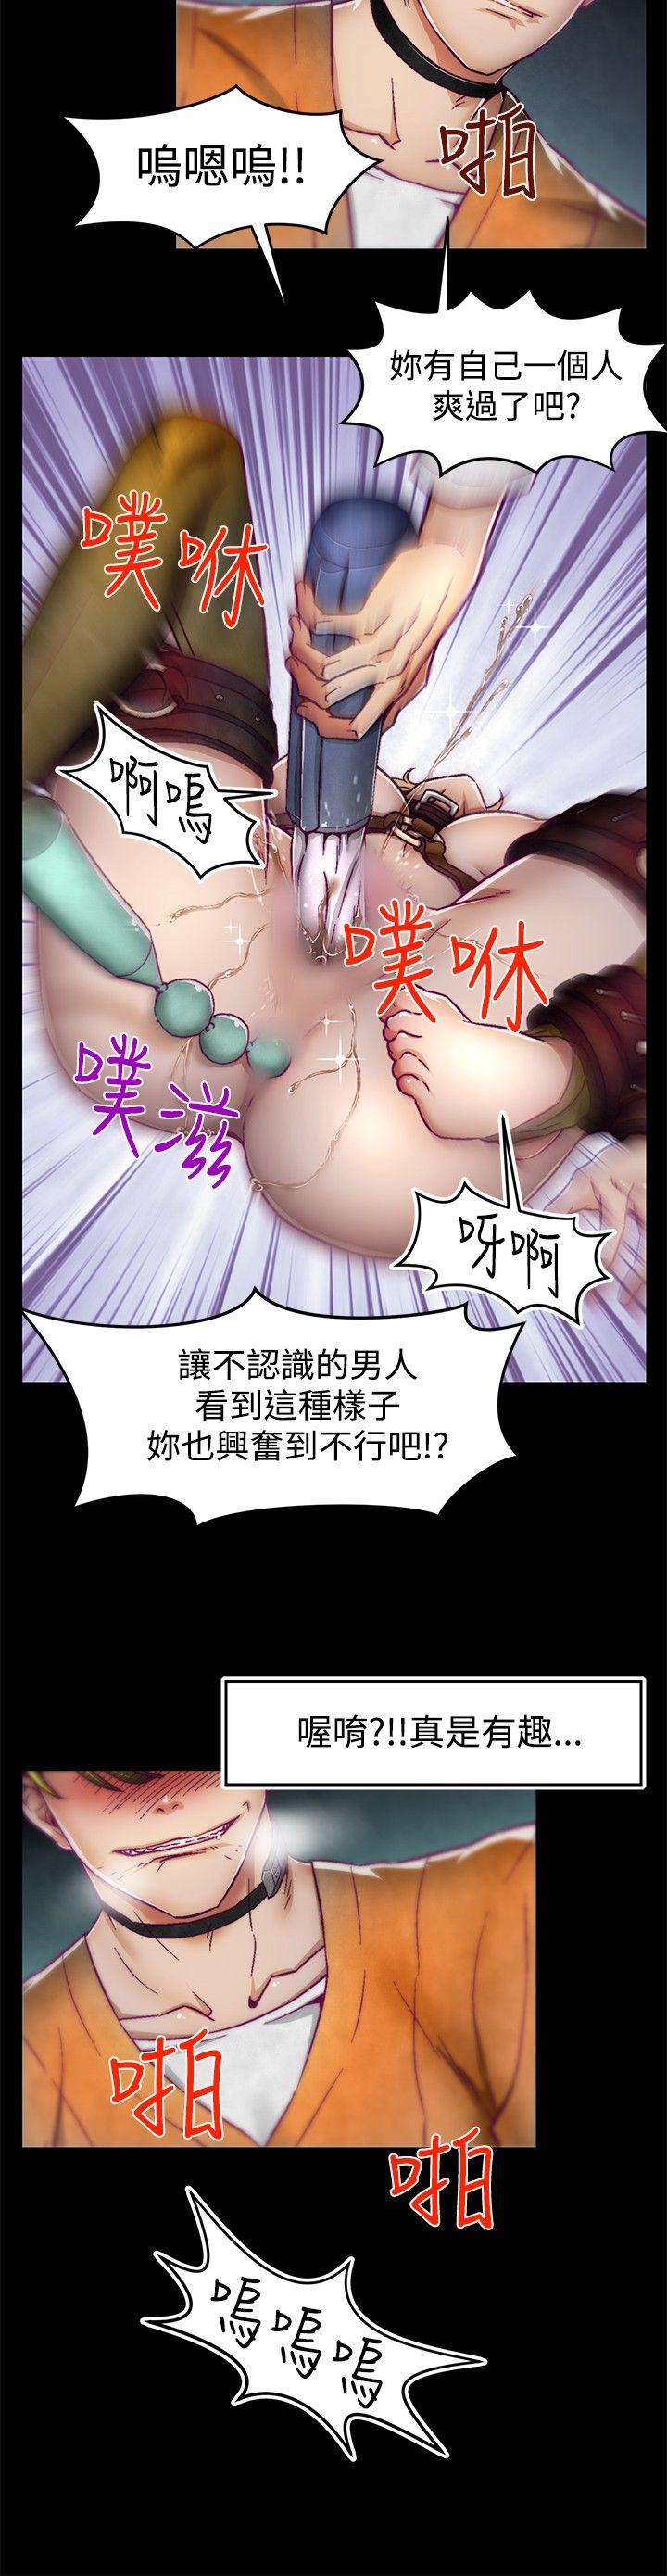 啪
嗚嗯嗚!!
妳有自己一個人
爽過了吧?
噗咻
啊嗚
噗咻
噗滋
呀啊
讓不認識的男人
看到這種樣子
妳也興奮到不行吧!?
喔唷?!!真是有趣...
啪
啪
嗚嗚嗚